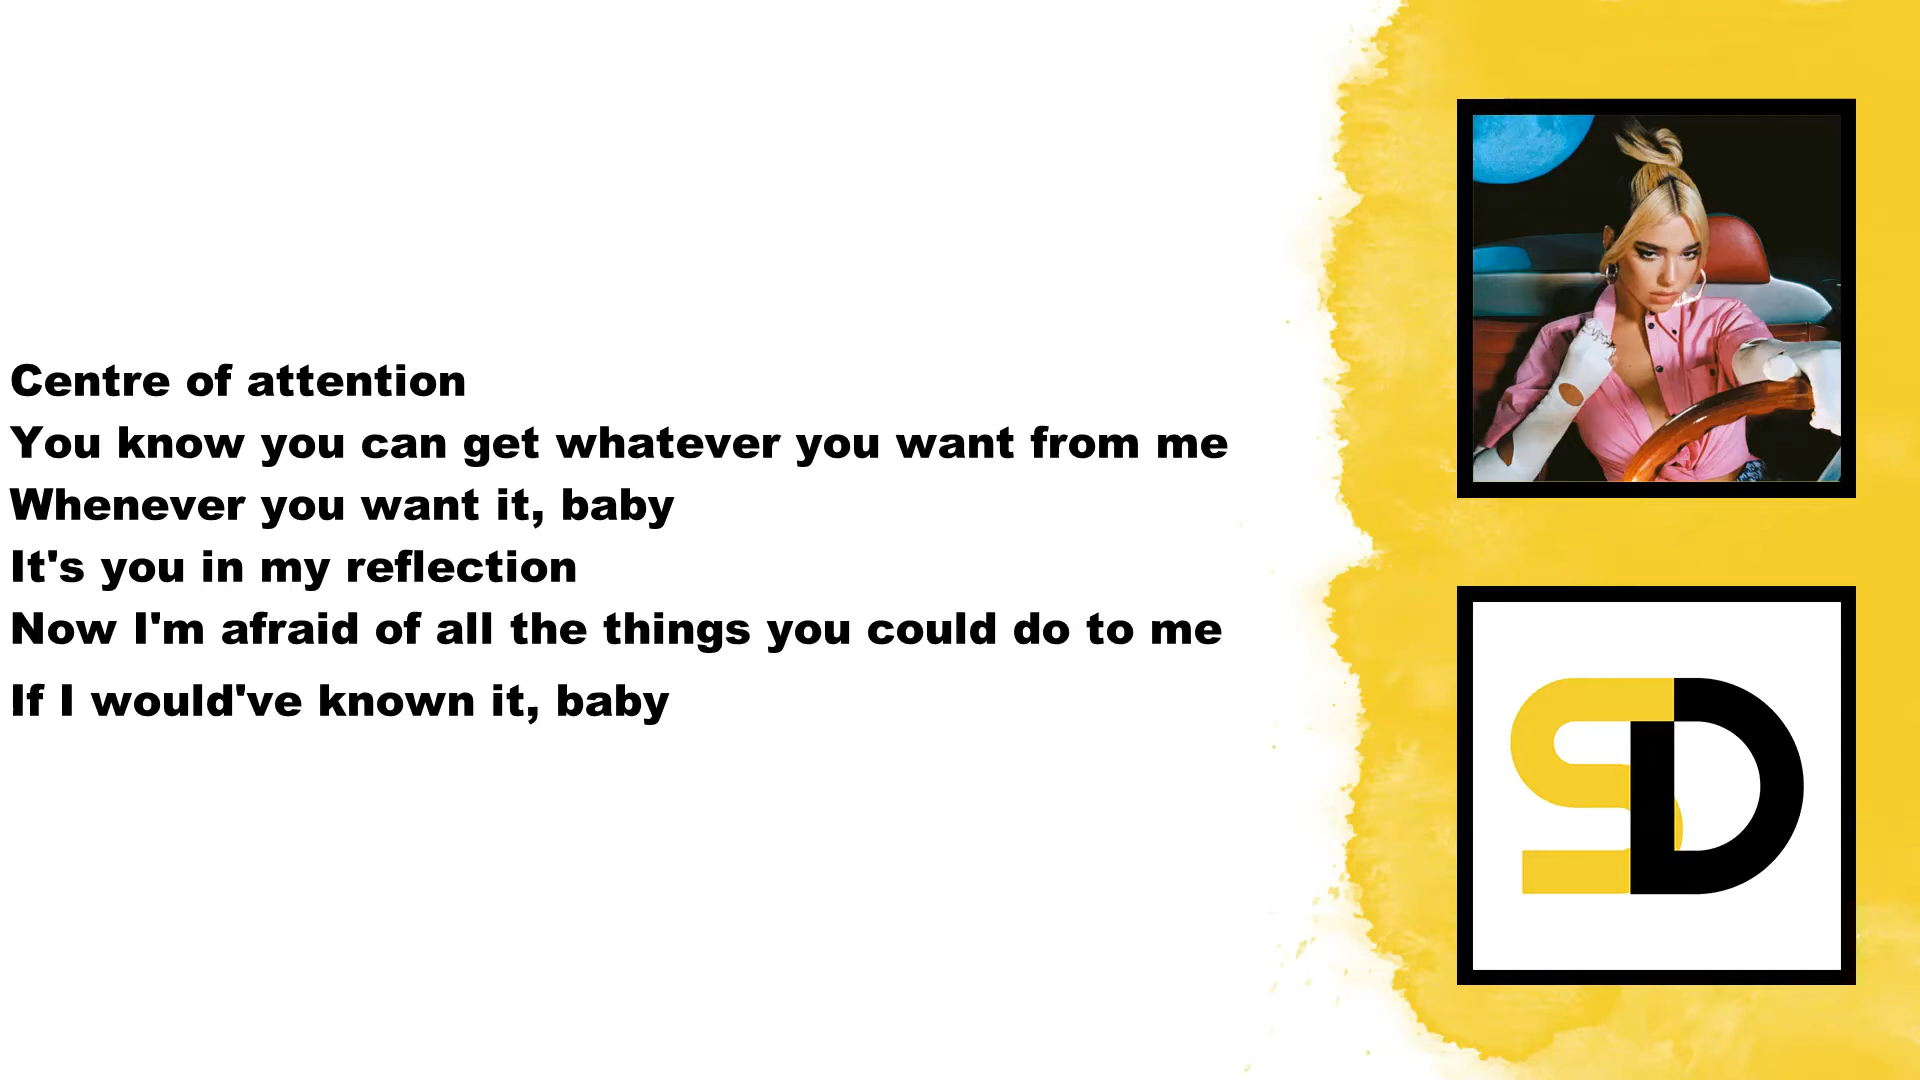 Centre of attention
You know you can get whatever you want from me
Whenever you want it, baby
It's you in my reflection
Now I'm afraid of all the things you could do to me
If I would've known it, baby
SD